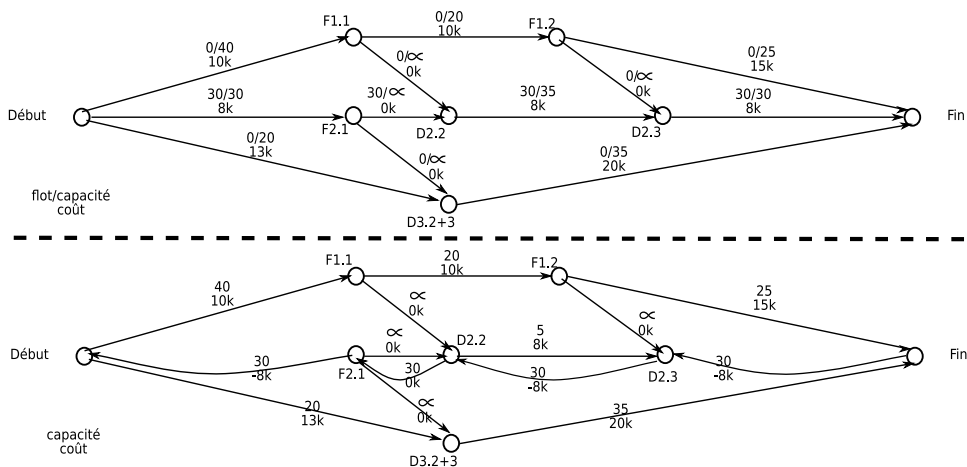 F1.1
0/20
10k
F1.2
0/40
10k
0/∝
0k
0/25
15k
0/∝
0k
30/30
8k
30/∝
0k
30/35
8k
30/30
8k
Début
F2.1
D2.2
D2.3
Fin
0/20
13k
0/∝
0k
0/35
20k
flot/capacité
coût
D3.2+3
F1.1
20
10k
F1.2
40
10k
25
15k
∝
0k
∝
0k
∝
0k
D2.2
5
8k
Début
30
-8k
F2.1
30
0k
30
-8k
D2.3
30
-8k
Fin
20
13k
∝
0k
35
20k
capacité
coût
D3.2+3